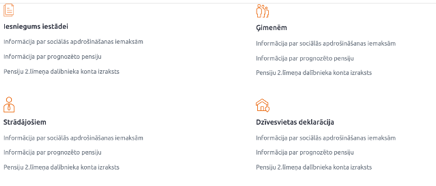 Iesniegums iestādei
Informācija par sociālās apdrošināšanas iemaksām
Informācija par prognozēto pensiju
Pensiju 2.līmeņa dalībnieka konta izraksts
Ģimenēm
Informācija par sociālās apdrošināšanas iemaksām
Informācija par prognozēto pensiju
Pensiju 2.līmeņa dalībnieka konta izraksts
Strādājošiem
Informācija par sociālās apdrošināšanas iemaksām
Informācija par prognozēto pensiju
Pensiju 2.līmeņa dalībnieka konta izraksts
Dzīvesvietas deklarācija
Informācija par sociālās apdrošināšanas iemaksām
Informācija par prognozēto pensiju
Pensiju 2.līmeņa dalībnieka konta izraksts